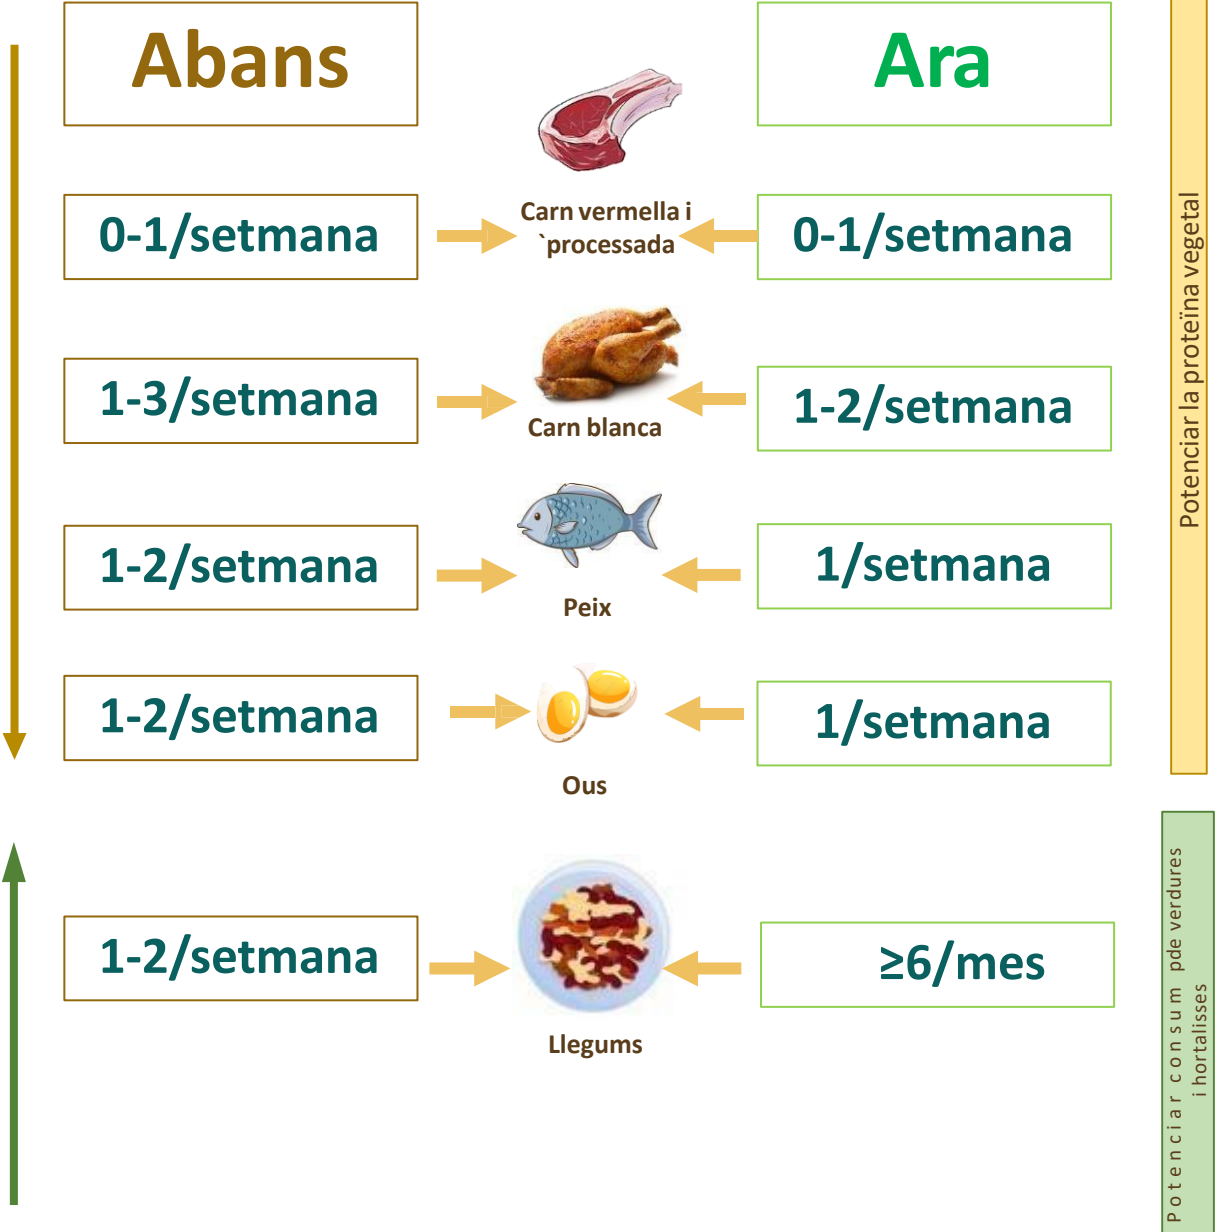 Abans
Ara
Carn vermella i
`processada
0-1/setmana
0-1/setmana
1-3/setmana
Carn blanca
1-2/setmana
1-2/setmana
Peix
1/setmana
1-2/setmana
Ous
1/setmana
1-2/setmana
Llegums
≥6/mes
Potenciar la proteïna vegetal
Potenciar consum pde verdures
i hortalisses